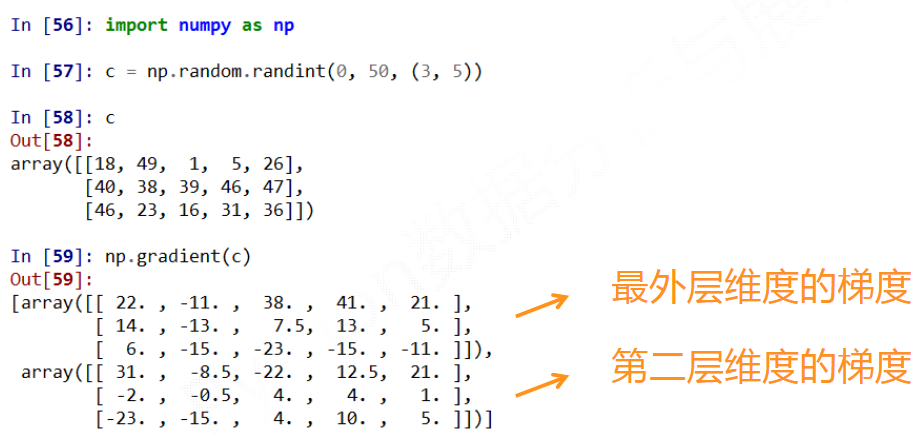 In [56]: import numpy as np
In [57]: c = np.random.randint(0, 50, (3, 5))
In [58]: c
Out[58]:
array([[18, 49,  1,  5, 26],
       [40, 38, 39, 46, 47],
       [46, 23, 16, 31, 36]])
In [59]: np.gradient(c)
Out[59]:
[array([[ 22. , -11. ,  38. ,  41. ,  21. ],
        [ 14. , -13. ,   7.5,  13. ,   5. ],
        [  6. , -15. , -23. , -15. , -11. ]]),
 array([[ 31. ,  -8.5, -22. ,  12.5,  21. ],
        [ -2. ,  -0.5,   4. ,   4. ,   1. ],
        [-23. , -15. ,   4. ,  10. ,   5. ]])]
最外层维度的梯度
第二层维度的梯度